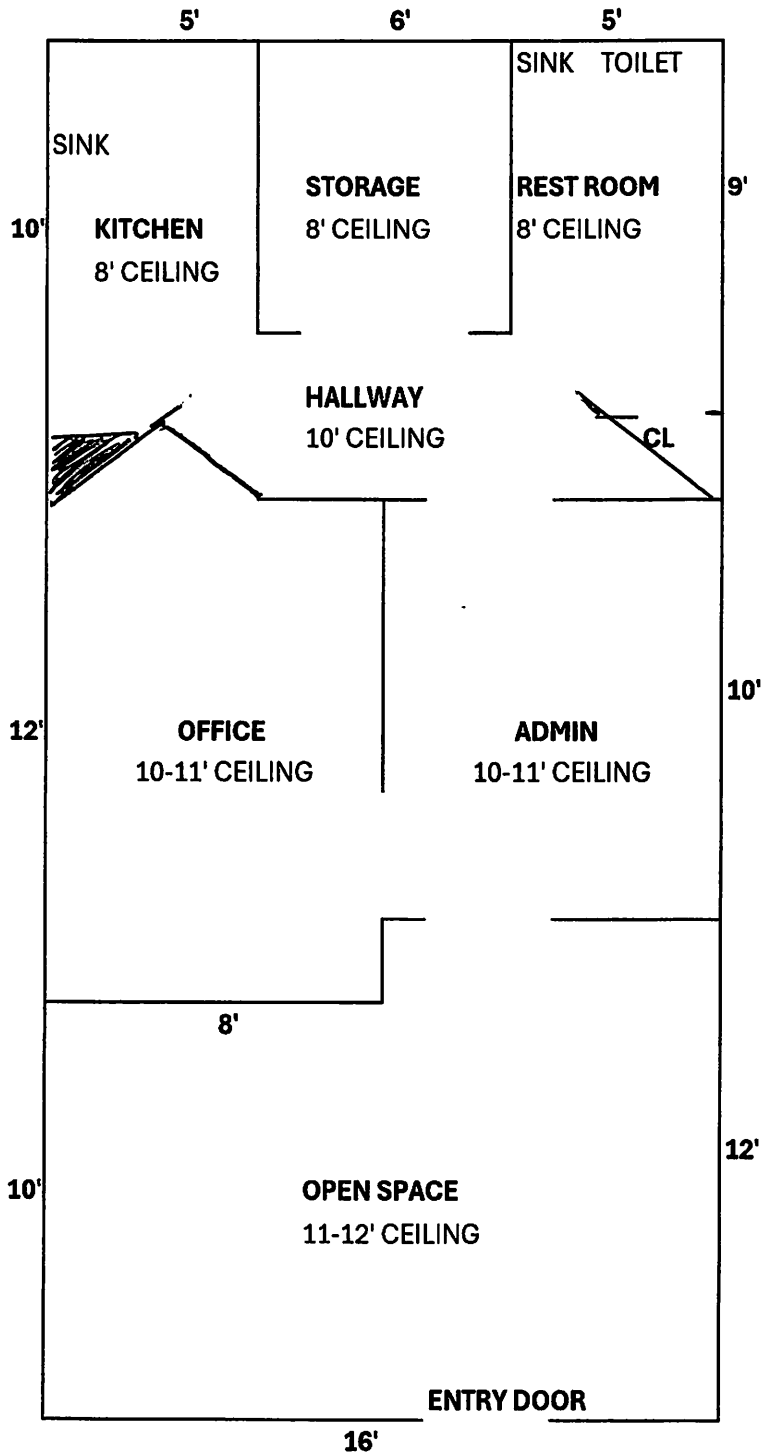 5' 6' 5'
SINK TOILET
SINK
STORAGE
8' CEILING
REST ROOM
8' CEILING
9'
10'
KITCHEN
8' CEILING
HALLWAY
10' CEILING
CL
12'
OFFICE
10-11' CEILING
ADMIN
10-11' CEILING
10'
8'
12'
10'
OPEN SPACE
11-12' CEILING
ENTRY DOOR
16'